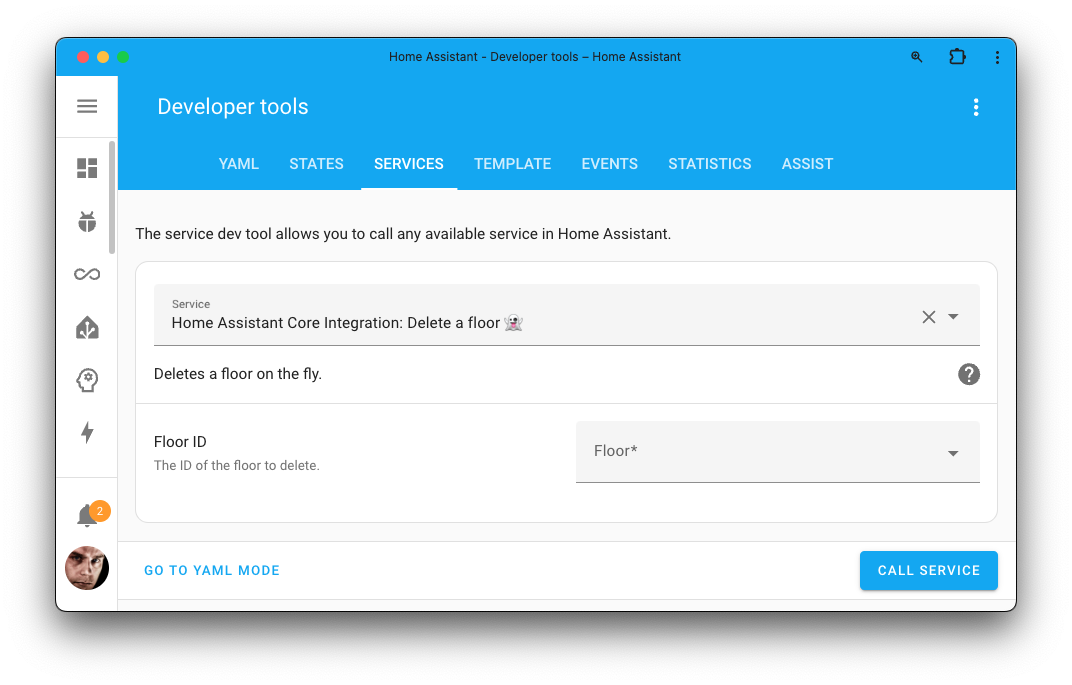 Home Assistant - Developer tools – Home Assistant
Developer tools
YAML STATES SERVICES TEMPLATE EVENTS STATISTICS ASSIST
The service dev tool allows you to call any available service in Home Assistant.
Service
Home Assistant Core Integration: Delete a floor 👻
Deletes a floor on the fly.
Floor ID
The ID of the floor to delete.
Floor*
2
GO TO YAML MODE
CALL SERVICE